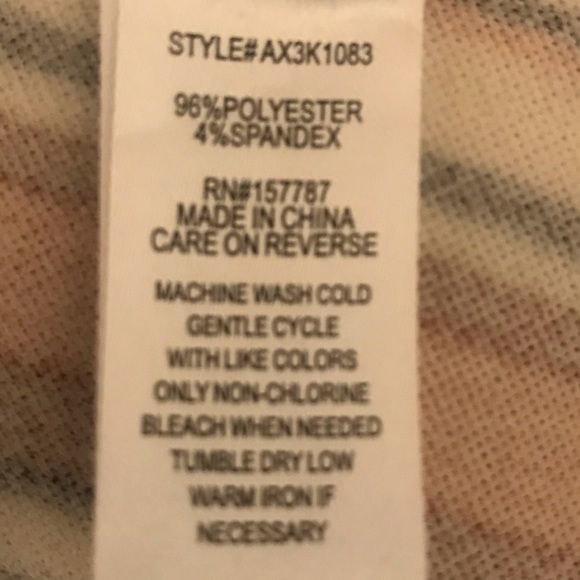 STYLE#AX3K1083
96%POLYESTER
4%SPANDEX
RN#157787
MADE IN CHINA
CARE ON REVERSE
MACHINE WASH COLD
GENTLE CYCLE
WITH LIKE COLORS
ONLY NON-CHLORINE
BLEACH WHEN NEEDED
TUMBLE DRY LOW
WARM IRON IF
NECESSARY